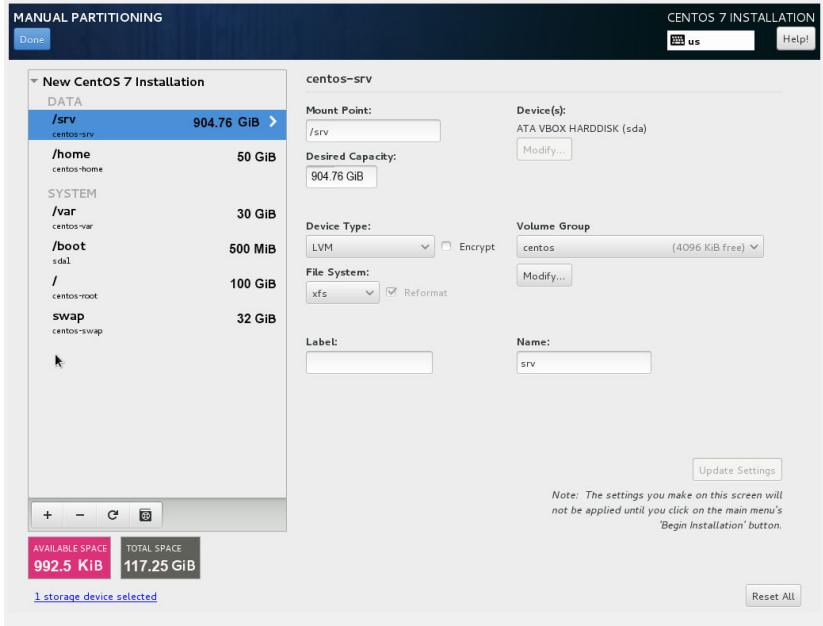 MANUAL PARTITIONING
CENTOS 7 INSTALLATION
Done
us
Help!
New CentOS 7 Installation
DATA
/srv
904.76 GiB
centos-srv
/home
50 GiB
centos-home
SYSTEM
/var
30 GiB
centos-var
/boot
500 MiB
sda1
/
100 GiB
centos-root
swap
32 GiB
centos-swap
AVAILABLE SPACE
992.5 KiB
TOTAL SPACE
117.25 GiB
1 storage device selected
centos-srv
Mount Point:
/srv
Desired Capacity:
904.76 GiB
Device(s):
ATA VBOX HARDDISK (sda)
Modify...
Device Type:
LVM
Encrypt
File System:
xfs
Reformat
Volume Group
centos (4096 KiB free)
Modify...
Label:
Name:
srv
Update Settings
Note: The settings you make on this screen will
not be applied until you click on the main menu's
'Begin Installation' button.
Reset All